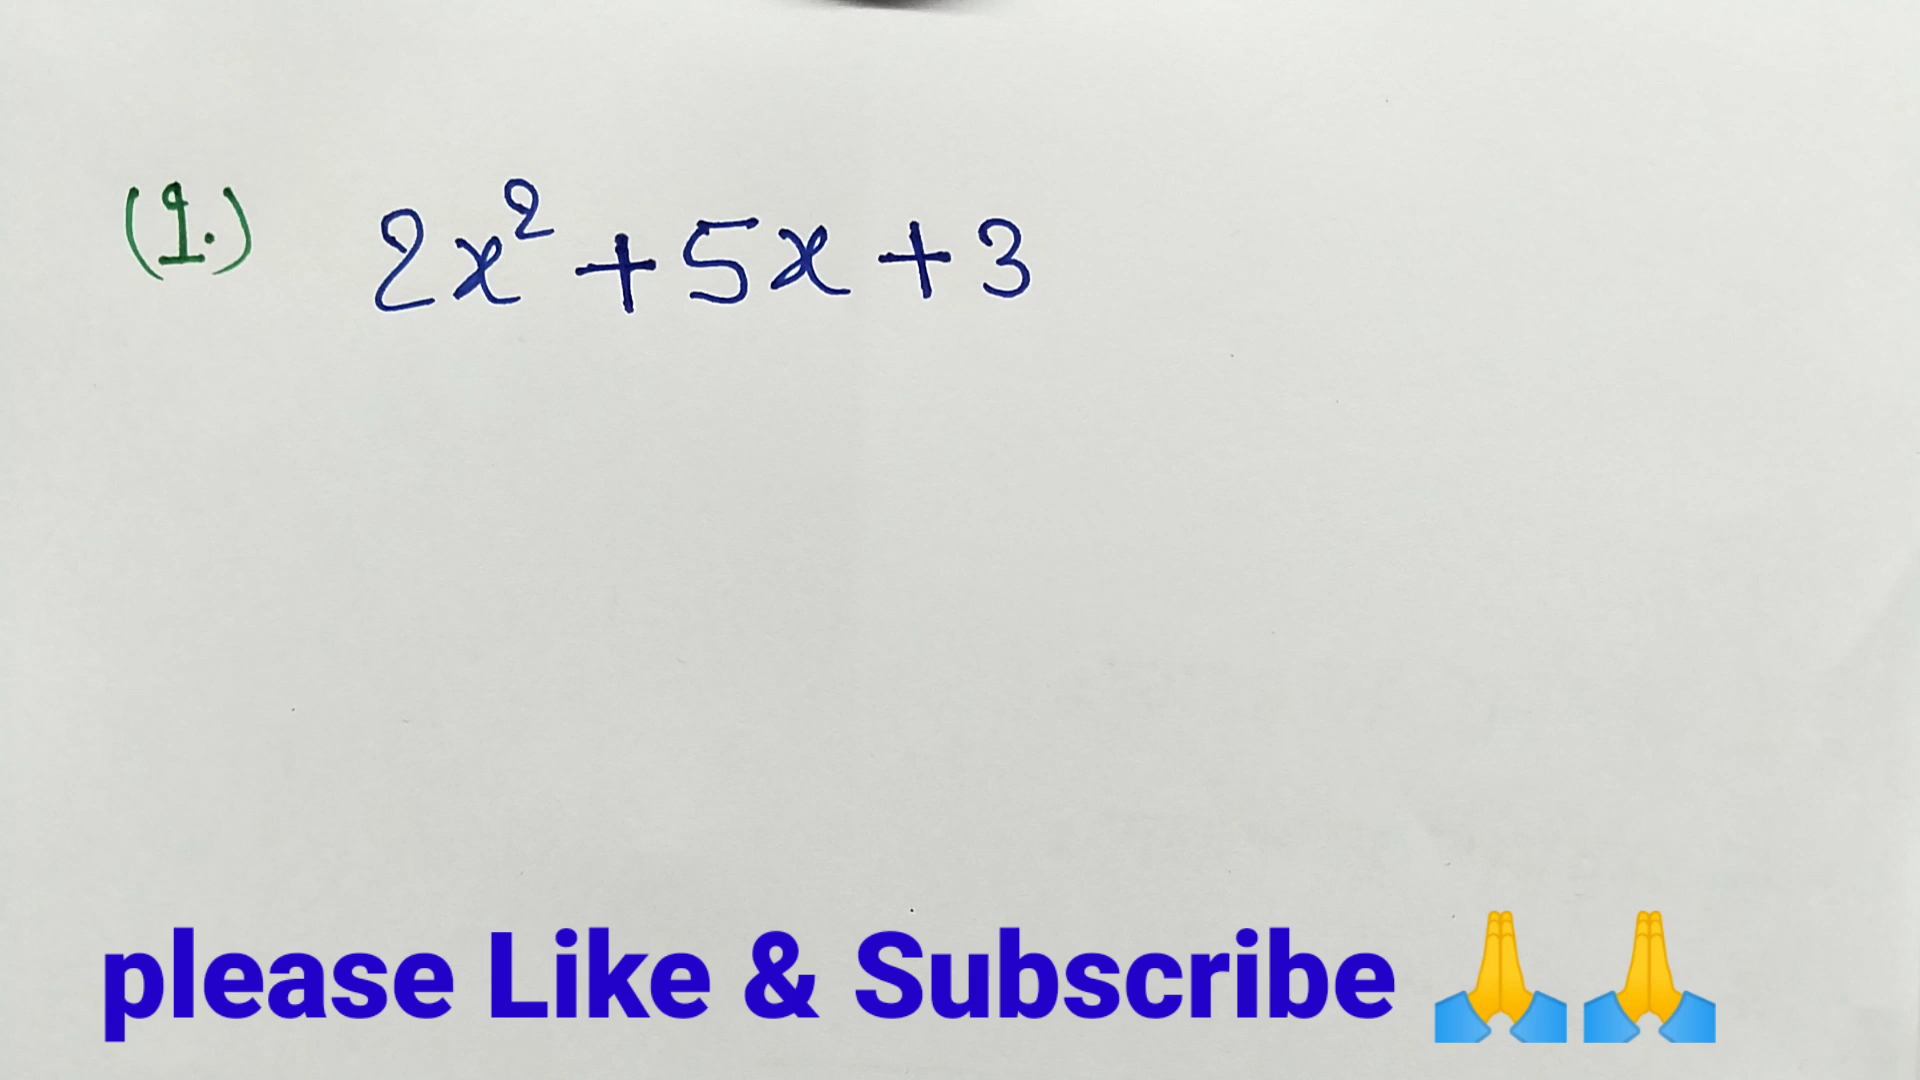 (1.) 2x² + 5x + 3
please Like & Subscribe 🙏🙏